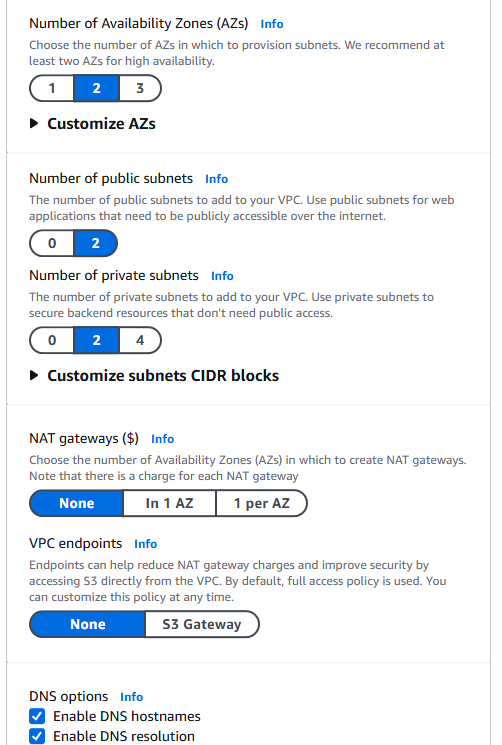 Number of Availability Zones (AZs) Info
Choose the number of AZs in which to provision subnets. We recommend at
least two AZs for high availability.
1 2 3
Customize AZs
Number of public subnets Info
The number of public subnets to add to your VPC. Use public subnets for web
applications that need to be publicly accessible over the internet.
0 2
Number of private subnets Info
The number of private subnets to add to your VPC. Use private subnets to
secure backend resources that don't need public access.
0 2 4
Customize subnets CIDR blocks
NAT gateways ($) Info
Choose the number of Availability Zones (AZs) in which to create NAT gateways.
Note that there is a charge for each NAT gateway
None In 1 AZ 1 per AZ
VPC endpoints Info
Endpoints can help reduce NAT gateway charges and improve security by
accessing S3 directly from the VPC. By default, full access policy is used. You
can customize this policy at any time.
None S3 Gateway
DNS options Info
Enable DNS hostnames
Enable DNS resolution